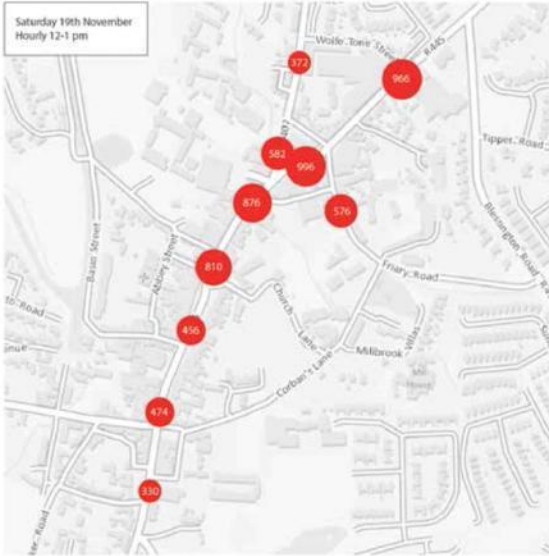 Saturday 19th November
Hourly 12-1 pm
Wolfe Tone Street
R445
372
966
582
996
Tipper Road
876
576
Blessington Road
810
Basin Street
Abbey Street
Friary Road
Church Lane
456
Millbrook Villas
Corban's Lane
474
330
Road